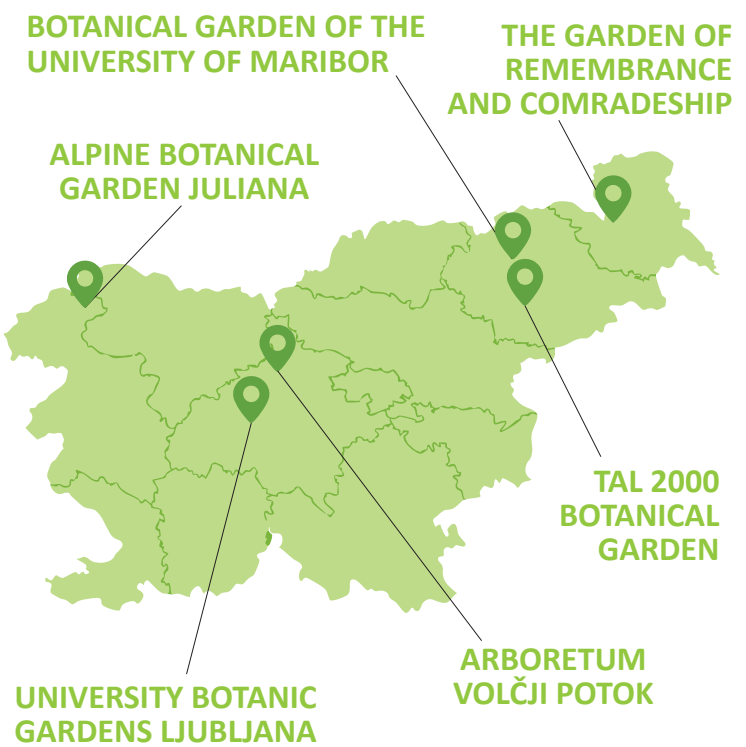 BOTANICAL GARDEN OF THE
UNIVERSITY OF MARIBOR
THE GARDEN OF
REMEMBRANCE
AND COMRADESHIP
ALPINE BOTANICAL
GARDEN JULIANA
TAL 2000
BOTANICAL
GARDEN
ARBORETUM
VOLČJI POTOK
UNIVERSITY BOTANIC
GARDENS LJUBLJANA